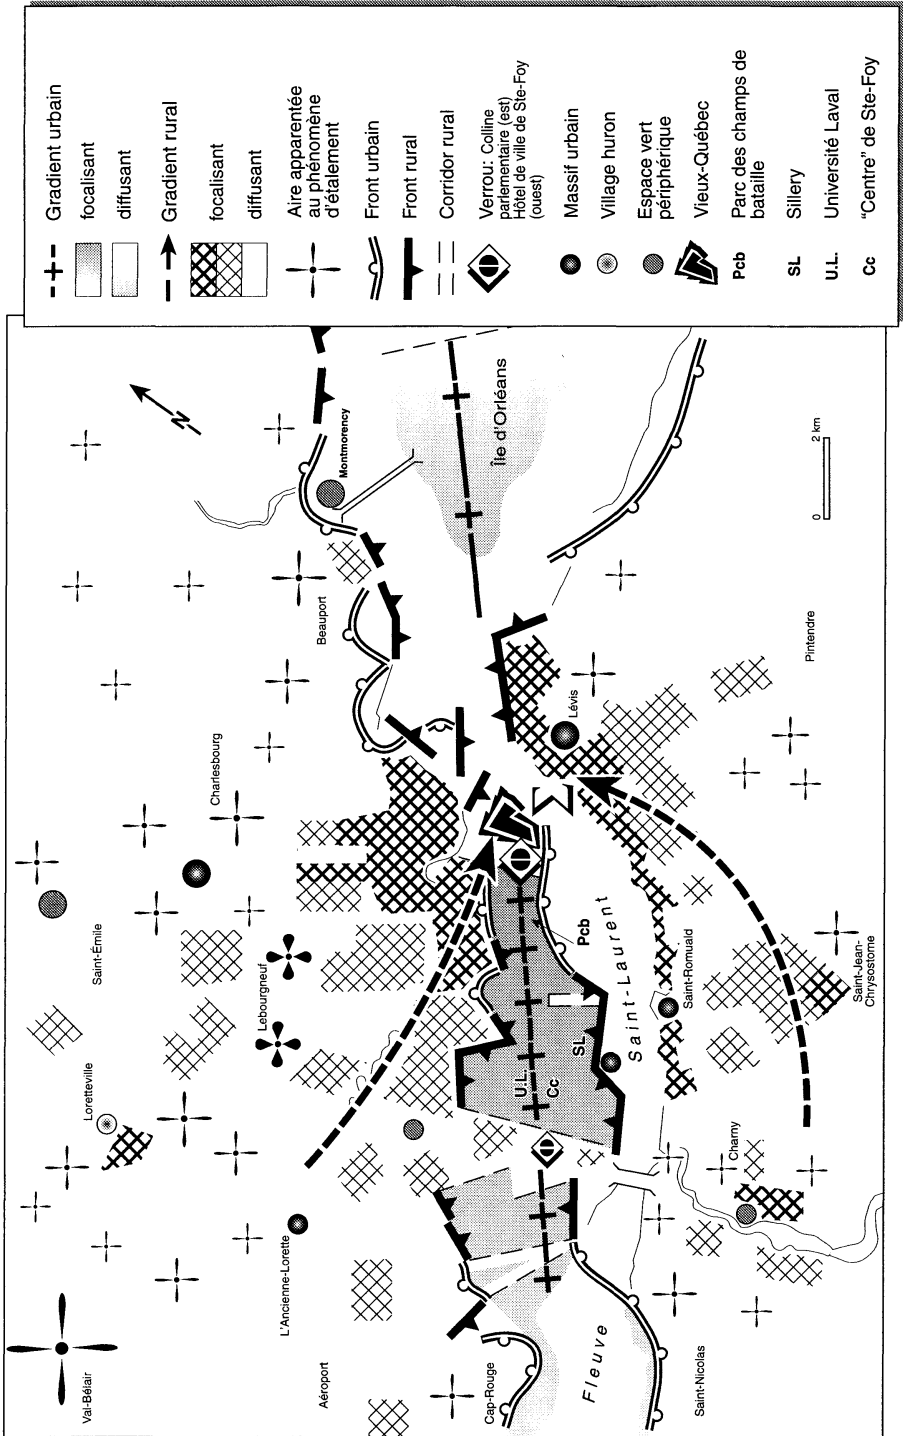 Gradient urbain
focalisant
diffusant
Gradient rural
focalisant
diffusant
Aire apparentée
au phénomène
d'étalement
Front urbain
Front rural
Corridor rural
Verrou: Colline
parlementaire (est)
Hôtel de ville de Ste-Foy
(ouest)
Massif urbain
Village huron
Espace vert
périphérique
Vieux-Québec
Pcb
Parc des champs de
bataille
SL
Sillery
U.L.
Université Laval
Cc
"Centre" de Ste-Foy
Val-Bélair
Loretteville
Saint-Émile
Lebourgneuf
Charlesbourg
Beauport
Montmorency
N
L'Ancienne-Lorette
Aéroport
Cap-Rouge
U.L.
Cc
SL
Pcb
Île d'Orléans
Fleuve
Saint-Laurent
Lévis
Saint-Romuald
Charny
Saint-Nicolas
Saint-Jean-
Chrysostome
Pintendre
0
2 km